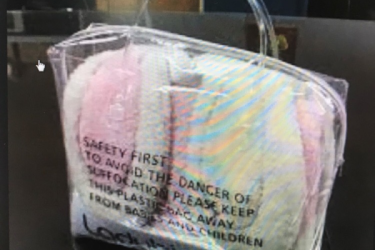 SAFETY FIRST
TO AVOID THE DANGER OF
SUFFOCATION PLEASE KEEP
THIS PLASTIC BAG AWAY
FROM BABIES AND CHILDREN